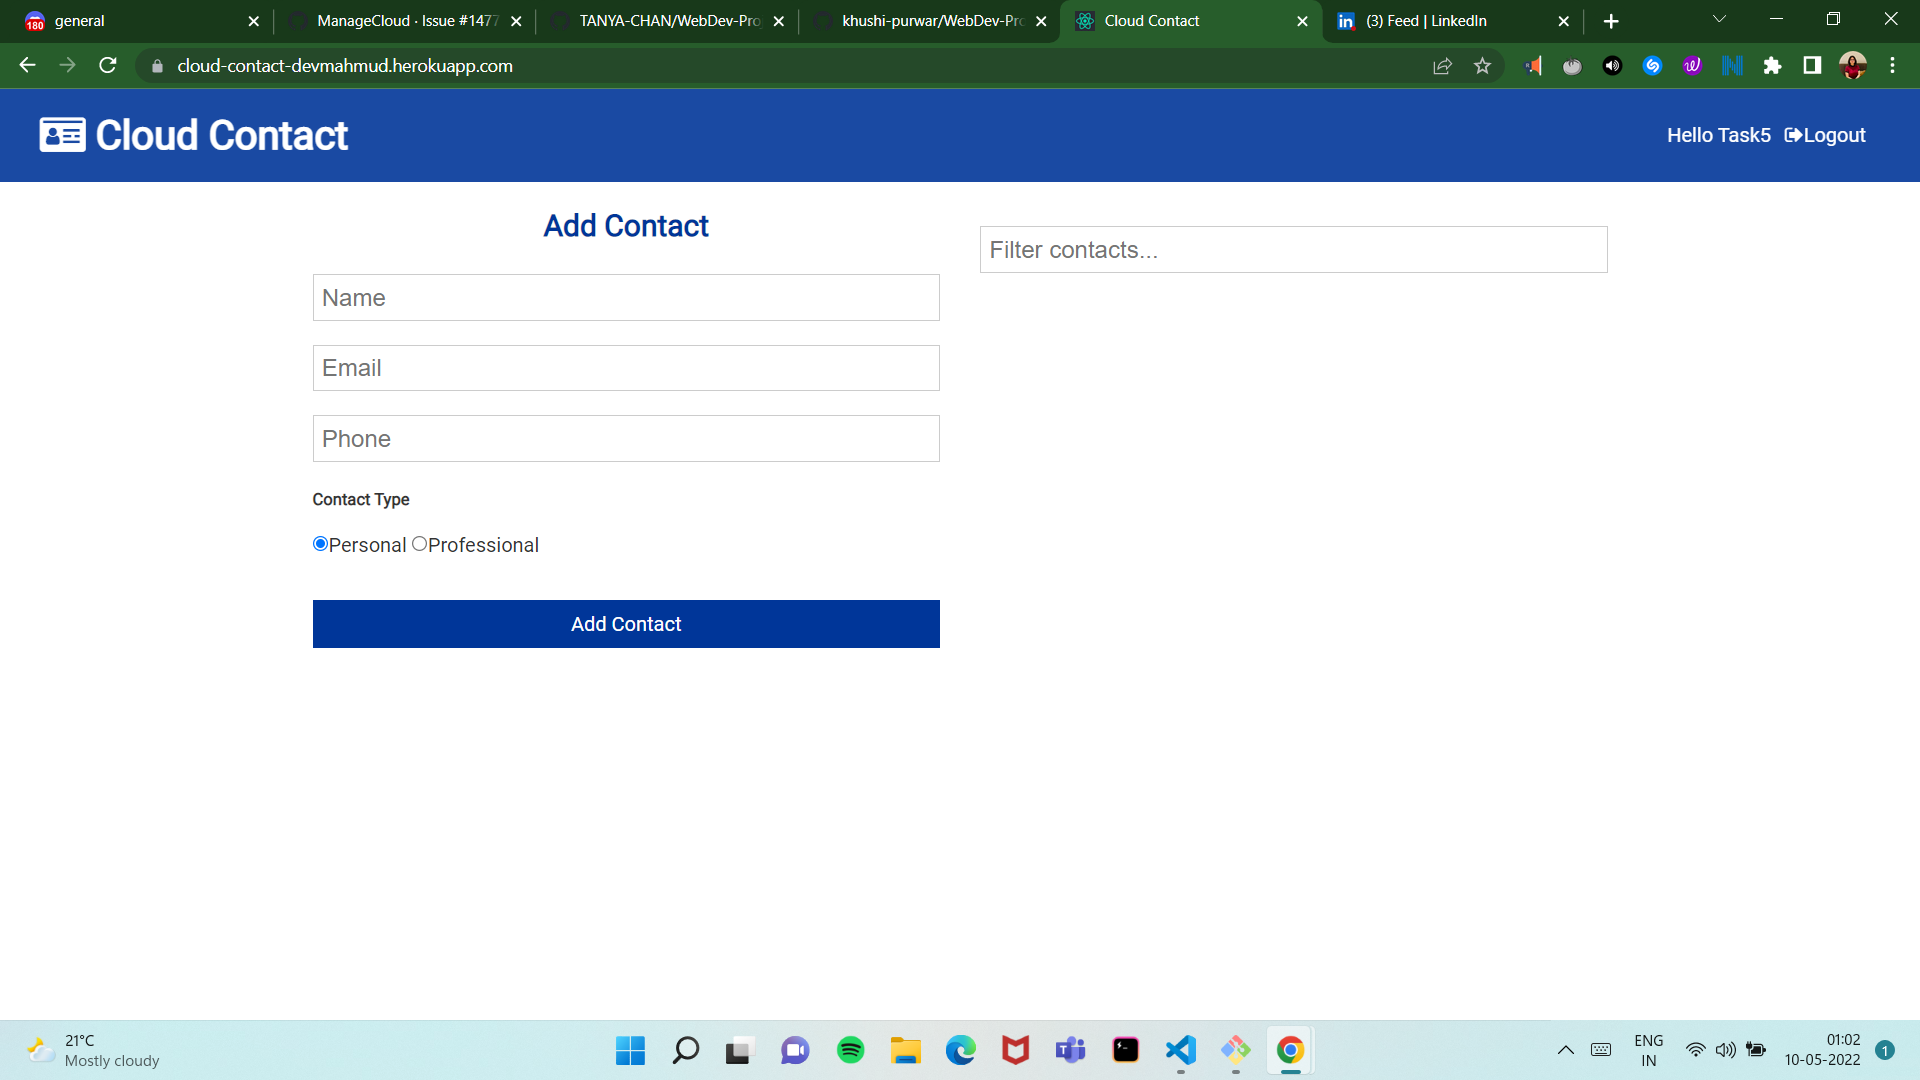 180 general
ManageCloud · Issue #1477
TANYA-CHAN/WebDev-Pro
khushi-purwar/WebDev-Pro
Cloud Contact
(3) Feed | LinkedIn
cloud-contact-devmahmud.herokuapp.com
Cloud Contact
Hello Task5 Logout
Add Contact
Filter contacts...
Name
Email
Phone
Contact Type
Personal Professional
Add Contact
21°C
Mostly cloudy
ENG
IN
01:02
10-05-2022
1